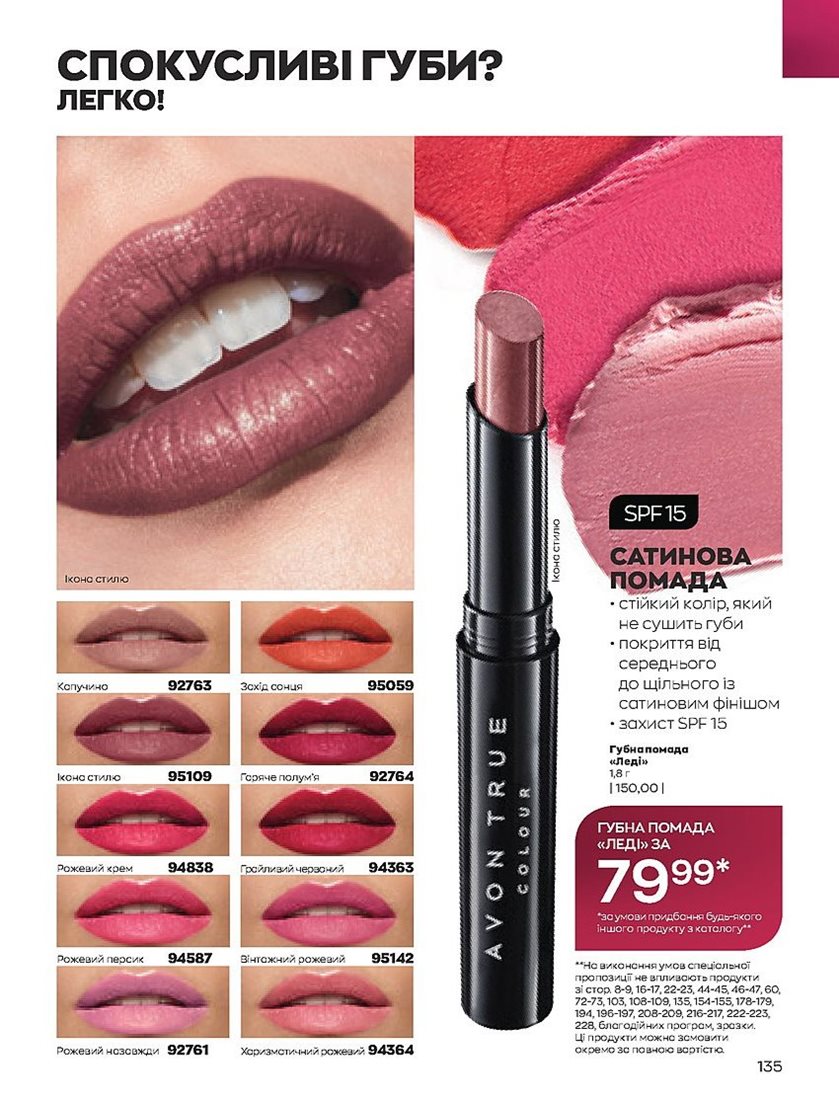 СПОКУСЛИВІ ГУБИ?
ЛЕГКО!
Ікона стилю
Капучино 92763
Захід сонця 95059
Ікона стилю 95109
Гаряче полум'я 92764
Рожевий крем 94838
Грайливий червоний 94363
Рожевий персик 94587
Вінтажний рожевий 95142
Рожевий назавжди 92761
Харизматичний рожевий 94364
AVON TRUE
COLOUR
Ікона стилю
SPF 15
САТИНОВА
ПОМАДА
• стійкий колір, який
не сушить губи
• покриття від
середнього
до щільного із
сатиновим фінішом
• захист SPF 15
Губна помада
«Леді»
1,8 г
| 150,00 |
ГУБНА ПОМАДА
«ЛЕДІ» ЗА
79⁹⁹*
*за умови придбання будь-якого
іншого продукту з каталогу**
**На виконання умов спеціальної
пропозиції не впливають продукти
зі стор. 8-9, 16-17, 22-23, 44-45, 46-47, 60,
72-73, 103, 108-109, 135, 154-155, 178-179,
194, 196-197, 208-209, 216-217, 222-223,
228, благодійних програм, зразки.
Ці продукти можна замовити
окремо за повною вартістю.
135